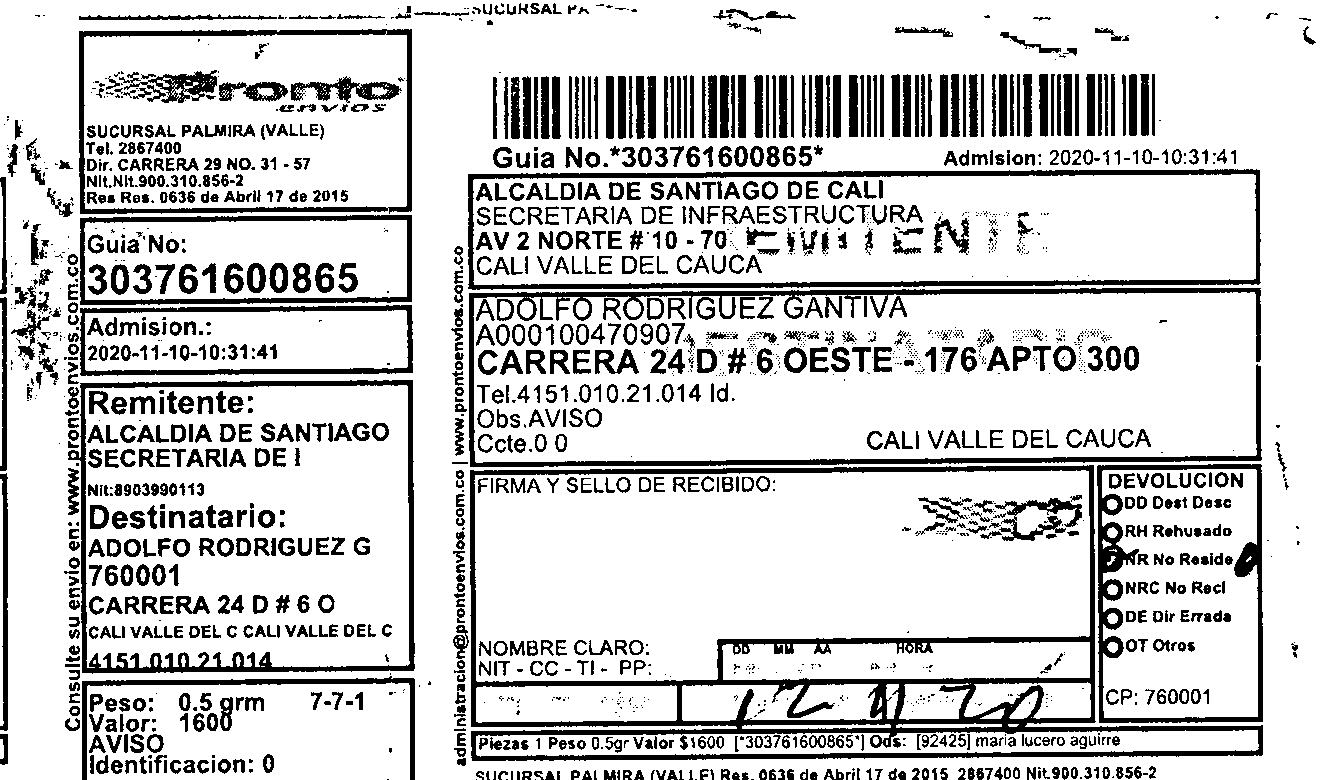 SUCURSAL PA
Pronto
envios
SUCURSAL PALMIRA (VALLE)
Tel. 2867400
Dir. CARRERA 29 NO. 31 - 57
Nit.Nit.900.310.856-2
Res Res. 0636 de Abril 17 de 2015
Guia No:
303761600865
Admision.:
2020-11-10-10:31:41
Remitente:
ALCALDIA DE SANTIAGO
SECRETARIA DE I
Nit:8903990113
Destinatario:
ADOLFO RODRIGUEZ G
760001
CARRERA 24 D # 6 O
CALI VALLE DEL C CALI VALLE DEL C
4151.010.21.014
Peso: 0.5 grm 7-7-1
Valor: 1600
AVISO
Identificacion: 0
Consulte su envio en: www.prontoenvios.com.co
Guia No.*303761600865*
Admision: 2020-11-10-10:31:41
ALCALDIA DE SANTIAGO DE CALI
SECRETARIA DE INFRAESTRUCTURA
AV 2 NORTE # 10 - 70
CALI VALLE DEL CAUCA
ADOLFO RODRIGUEZ GANTIVA
A000100470907
DESTINATARIO
CARRERA 24 D # 6 OESTE - 176 APTO 300
Tel.4151.010.21.014 Id.
Obs.AVISO
Ccte.0 0
CALI VALLE DEL CAUCA
administracion@prontoenvios.com.co | www.prontoenvios.com.co
FIRMA Y SELLO DE RECIBIDO:
NOMBRE CLARO:
NIT - CC - TI - PP:
DD MM AA HORA
12 11 20
DEVOLUCION
DD Dest Desc
RH Rehusado
NR No Reside
NRC No Recl
DE Dir Errada
OT Otros
CP: 760001
Piezas 1 Peso 0.5gr Valor $1600 [*303761600865*] Ods: [92425] maria lucero aguirre
SUCURSAL PALMIRA (VALLE) Res. 0636 de Abril 17 de 2015 2867400 Nit.900.310.856-2